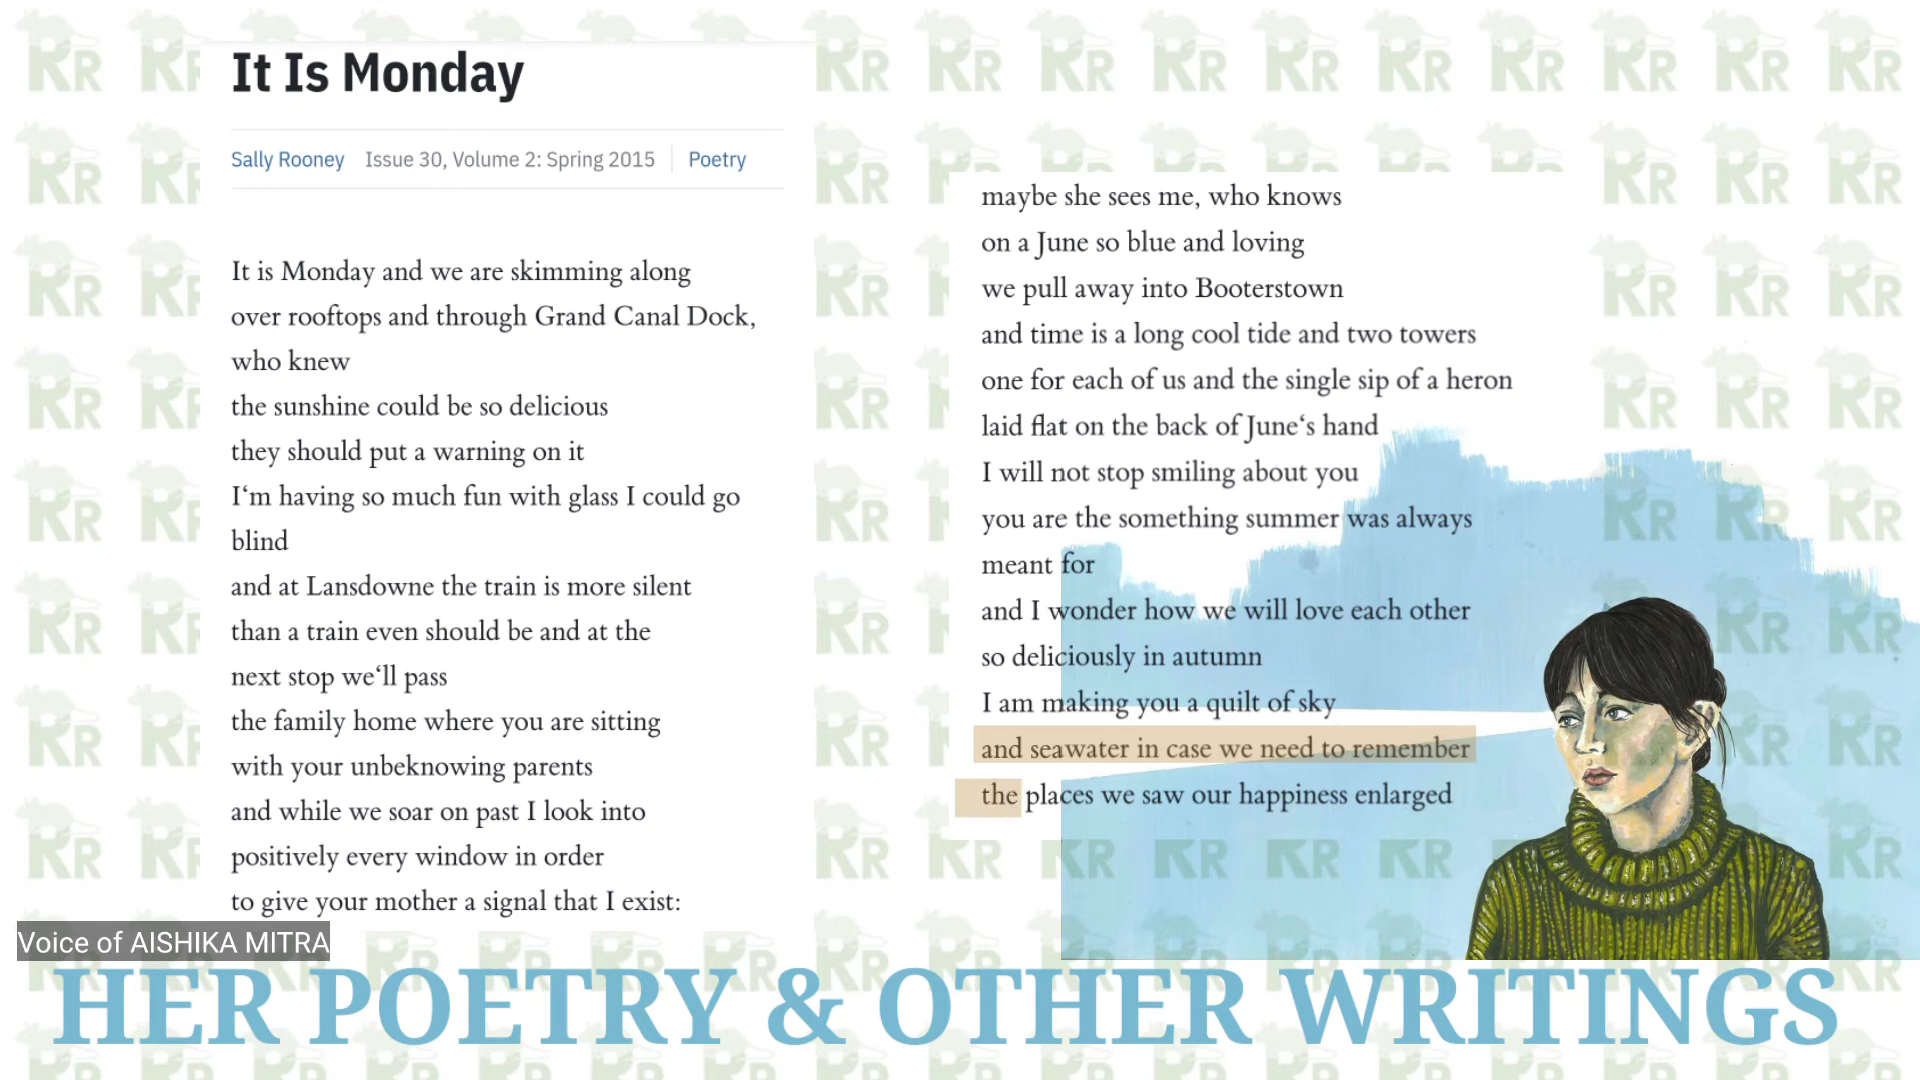 It Is Monday
Sally Rooney Issue 30, Volume 2: Spring 2015 Poetry
It is Monday and we are skimming along
over rooftops and through Grand Canal Dock,
who knew
the sunshine could be so delicious
they should put a warning on it
I‘m having so much fun with glass I could go
blind
and at Lansdowne the train is more silent
than a train even should be and at the
next stop we‘ll pass
the family home where you are sitting
with your unbeknowing parents
and while we soar on past I look into
positively every window in order
to give your mother a signal that I exist:
maybe she sees me, who knows
on a June so blue and loving
we pull away into Booterstown
and time is a long cool tide and two towers
one for each of us and the single sip of a heron
laid flat on the back of June‘s hand
I will not stop smiling about you
you are the something summer was always
meant for
and I wonder how we will love each other
so deliciously in autumn
I am making you a quilt of sky
and seawater in case we need to remember
the places we saw our happiness enlarged
Voice of AISHIKA MITRA
HER POETRY & OTHER WRITINGS
RR